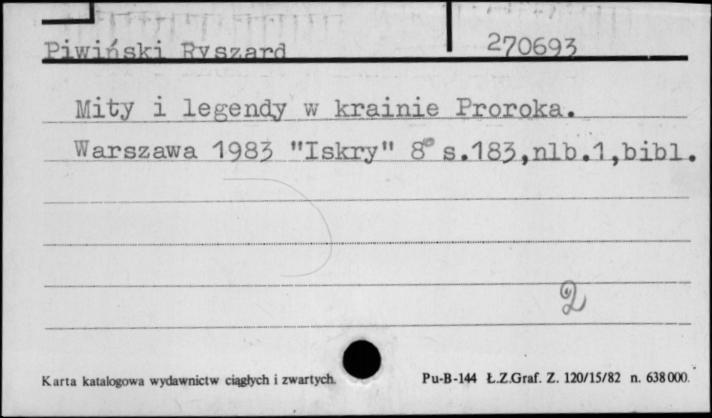 Piwiński Ryszard 270693
Mity i legendy w krainie Proroka.
Warszawa 1983 "Iskry" 8° s.183,nlb.1,bibl.
2
Karta katalogowa wydawnictw ciągłych i zwartych. Pu-B-144 Ł.Z.Graf. Z. 120/15/82 n. 638000.